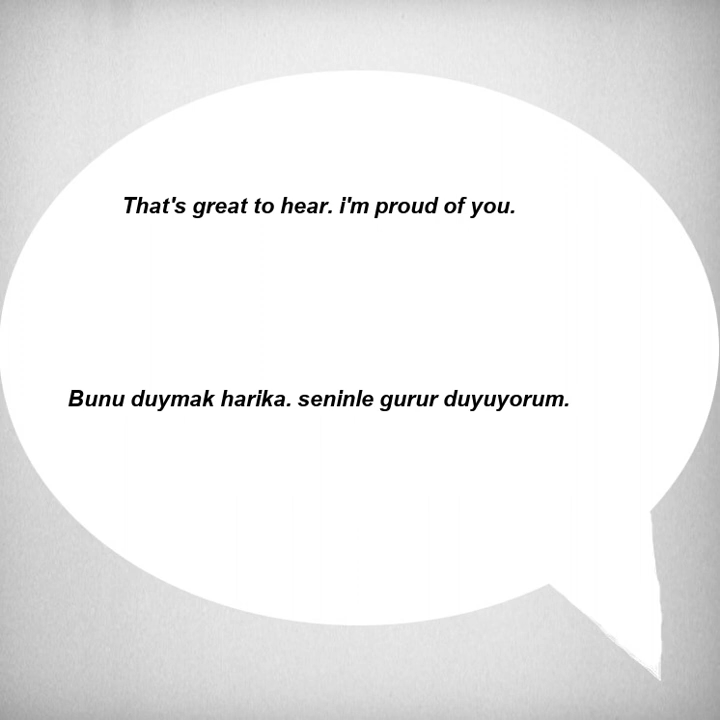 That's great to hear. i'm proud of you.
Bunu duymak harika. seninle gurur duyuyorum.